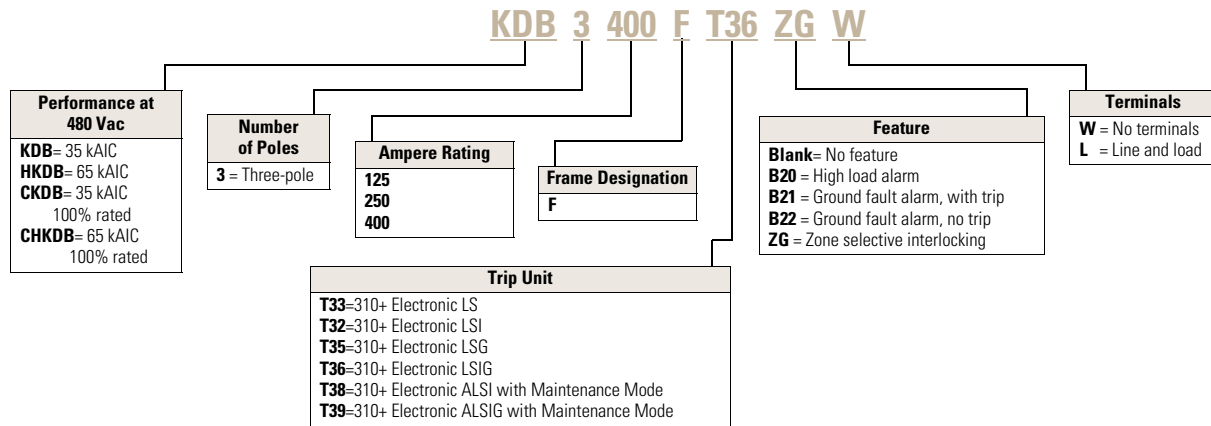 KDB 3 400 F T36 ZG W
Performance at
480 Vac
KDB= 35 kAIC
HKDB= 65 kAIC
CKDB= 35 kAIC
100% rated
CHKDB= 65 kAIC
100% rated
Number
of Poles
3 = Three-pole
Ampere Rating
125
250
400
Frame Designation
F
Trip Unit
T33=310+ Electronic LS
T32=310+ Electronic LSI
T35=310+ Electronic LSG
T36=310+ Electronic LSIG
T38=310+ Electronic ALSI with Maintenance Mode
T39=310+ Electronic ALSIG with Maintenance Mode
Feature
Blank= No feature
B20 = High load alarm
B21 = Ground fault alarm, with trip
B22 = Ground fault alarm, no trip
ZG = Zone selective interlocking
Terminals
W = No terminals
L = Line and load